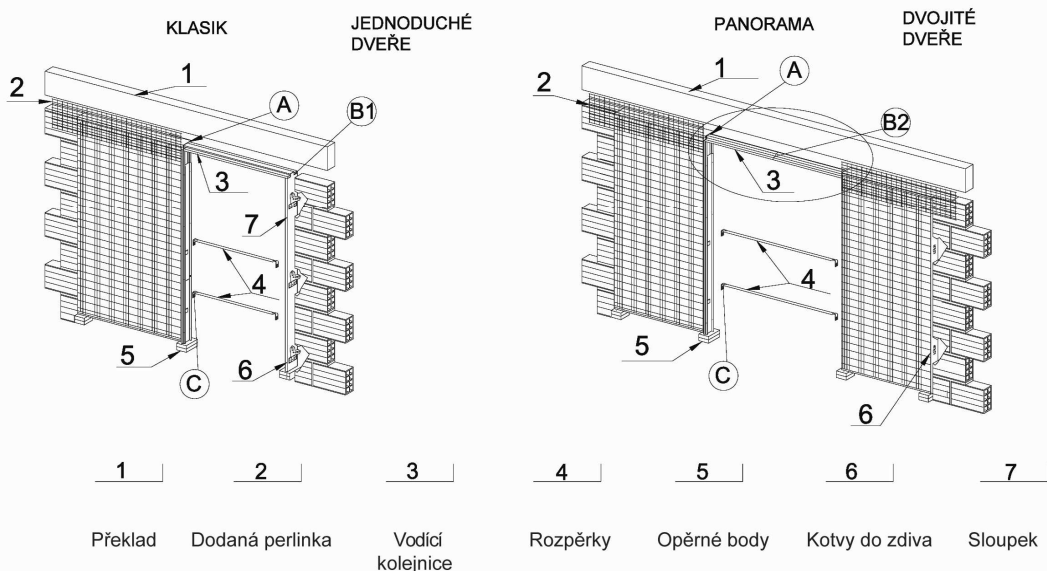 KLASIK
JEDNODUCHÉ
DVEŘE
1
2
A
B1
3
7
4
5
C
6
PANORAMA
DVOJITÉ
DVEŘE
1
2
A
B2
3
4
5
C
6
1 2 3 4 5 6 7
Překlad Dodaná perlinka Vodící Rozpěrky Opěrné body Kotvy do zdiva Sloupek
kolejnice